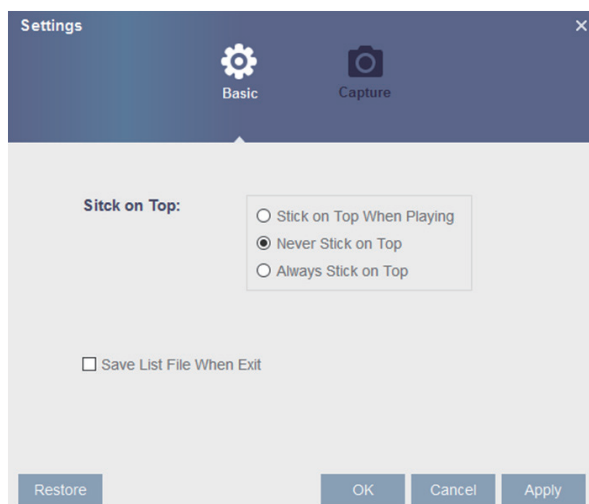 Settings
Basic
Capture
Sitck on Top:
Stick on Top When Playing
Never Stick on Top
Always Stick on Top
Save List File When Exit
Restore
OK
Cancel
Apply